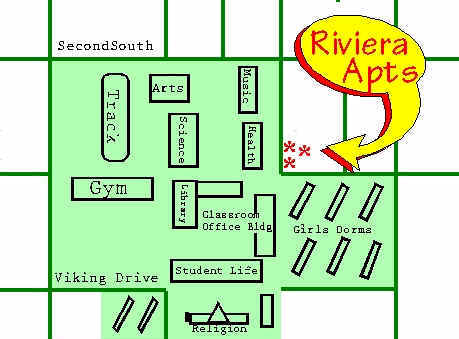 SecondSouth
Riviera
Apts
Track
Arts
Music
Science
Health
**
*
Gym
Library
Classroom
Office Bldg
Girls Dorms
Student Life
Viking Drive
Religion